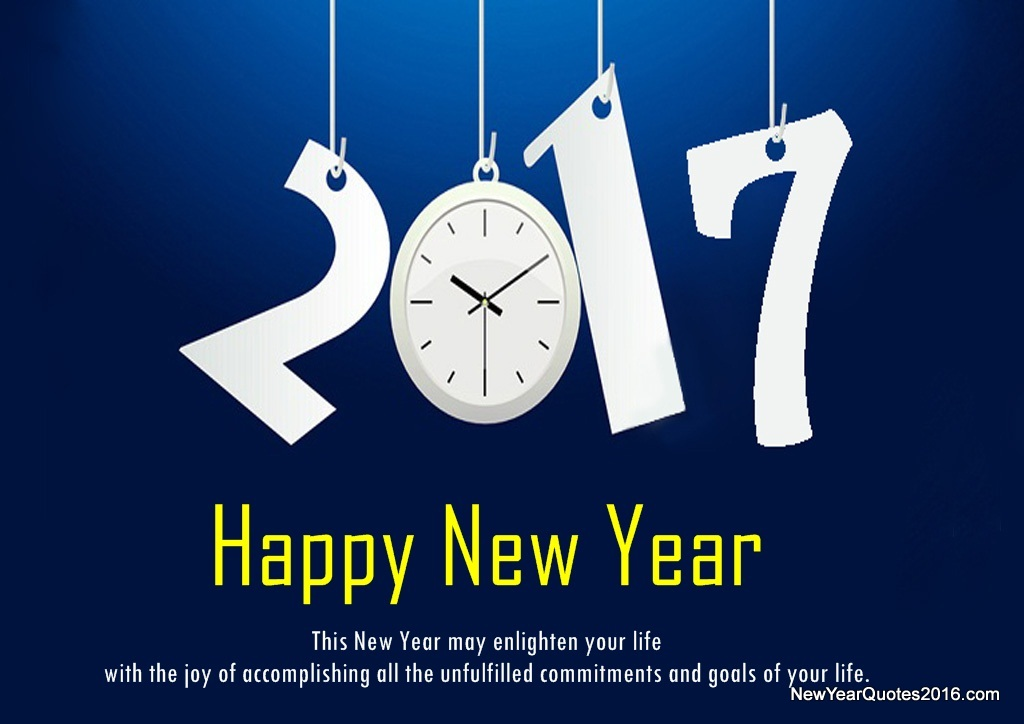 2017
Happy New Year
This New Year may enlighten your life
with the joy of accomplishing all the unfulfilled commitments and goals of your life.
NewYearQuotes2016.com